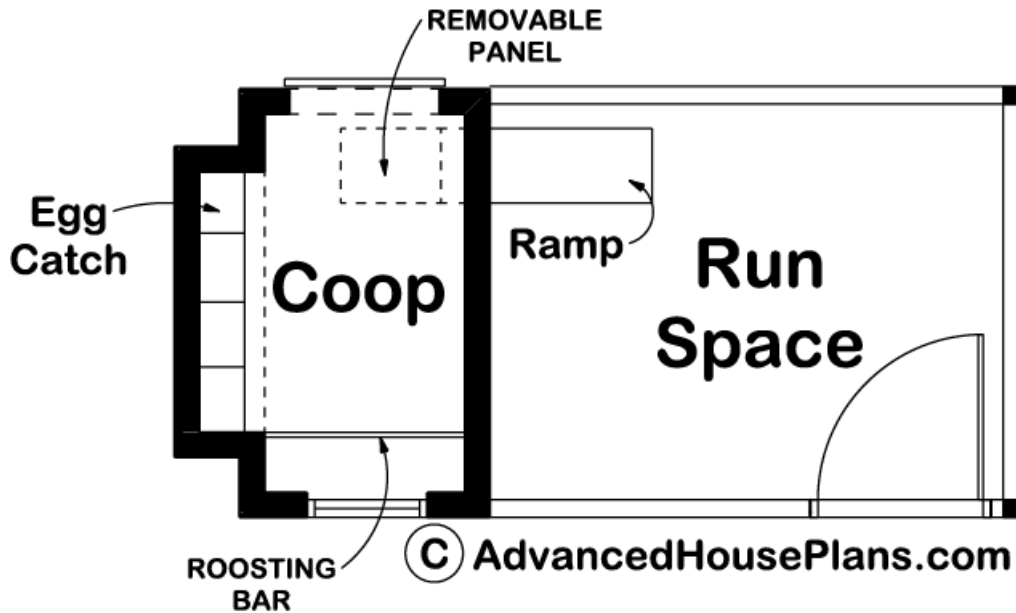 REMOVABLE
PANEL
Egg
Catch
Coop
Ramp
Run
Space
ROOSTING
BAR
© AdvancedHousePlans.com